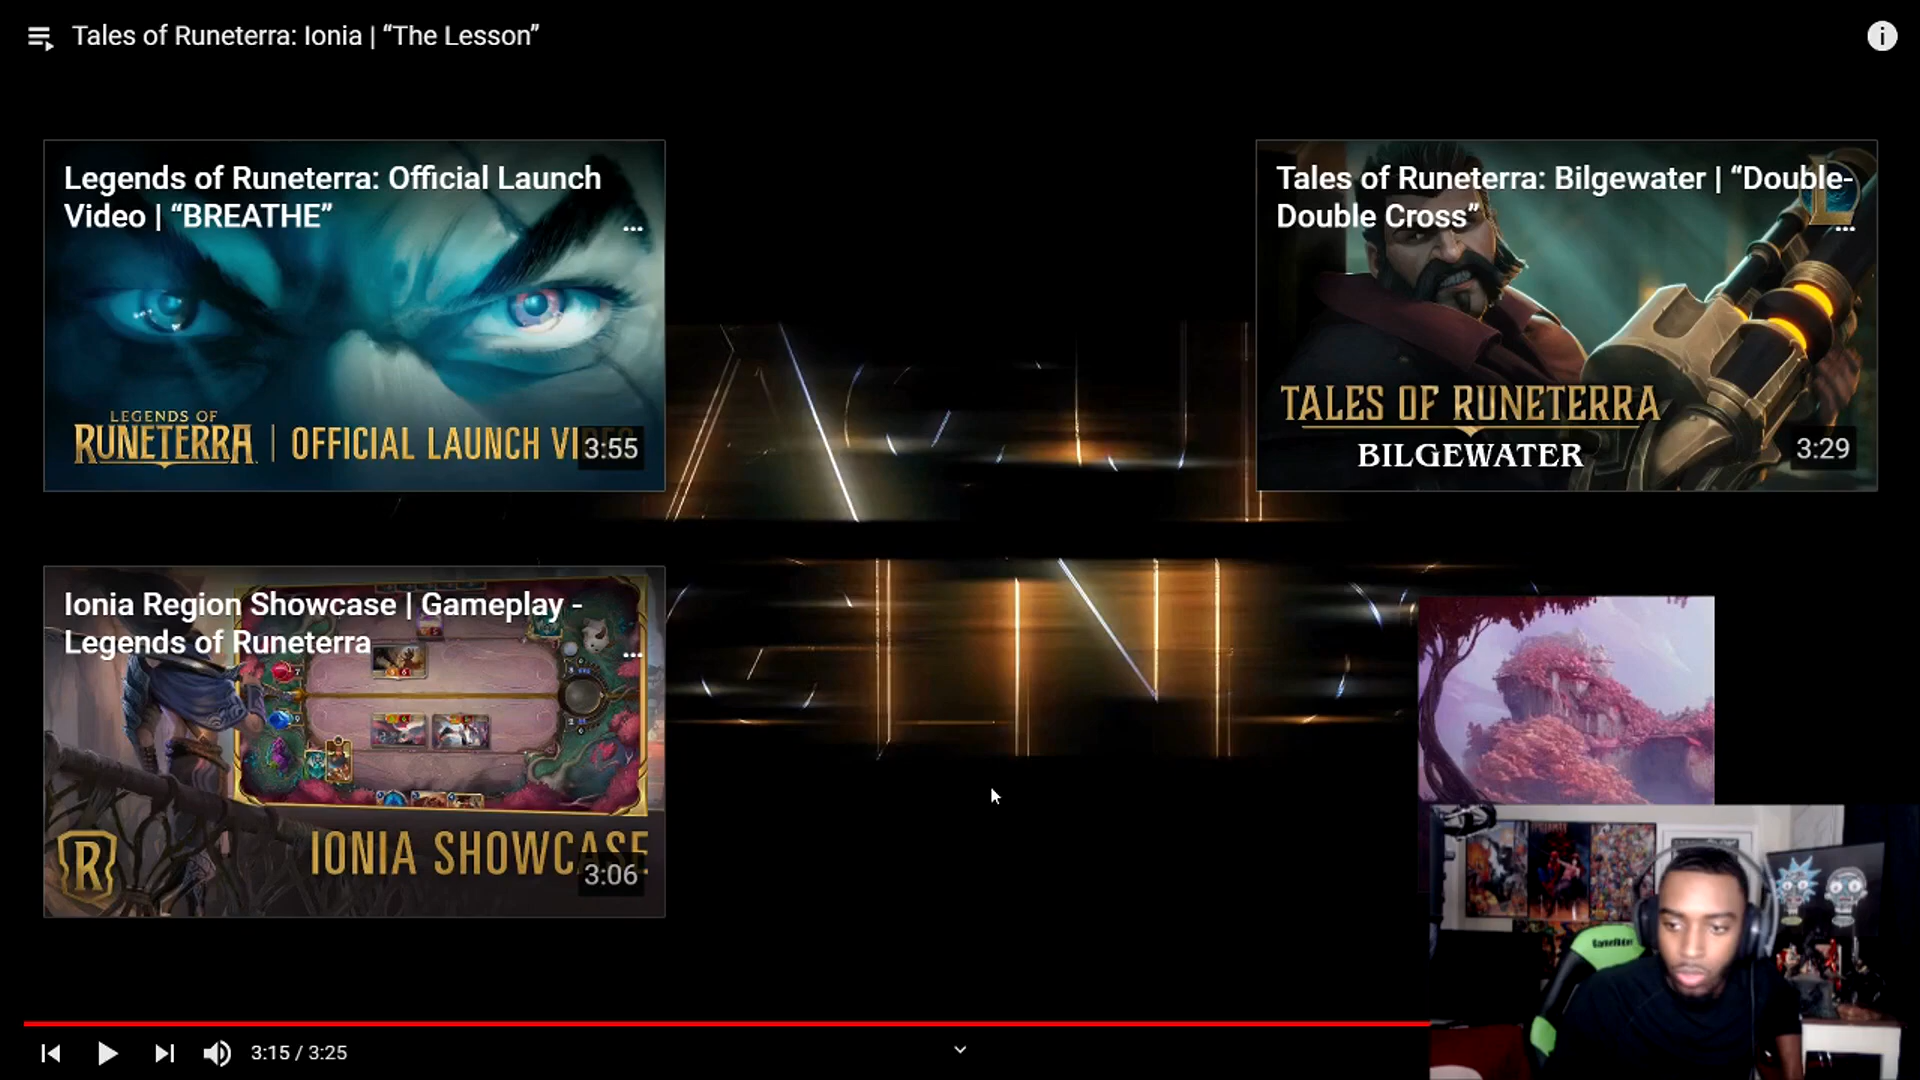 Tales of Runeterra: Ionia | “The Lesson”
Legends of Runeterra: Official Launch
Video | “BREATHE”
LEGENDS OF
RUNETERRA | OFFICIAL LAUNCH VI
3:55
Tales of Runeterra: Bilgewater | “Double-
Double Cross”
TALES OF RUNETERRA
BILGEWATER
3:29
Ionia Region Showcase | Gameplay -
Legends of Runeterra
R
IONIA SHOWCASE
3:06
3:15 / 3:25